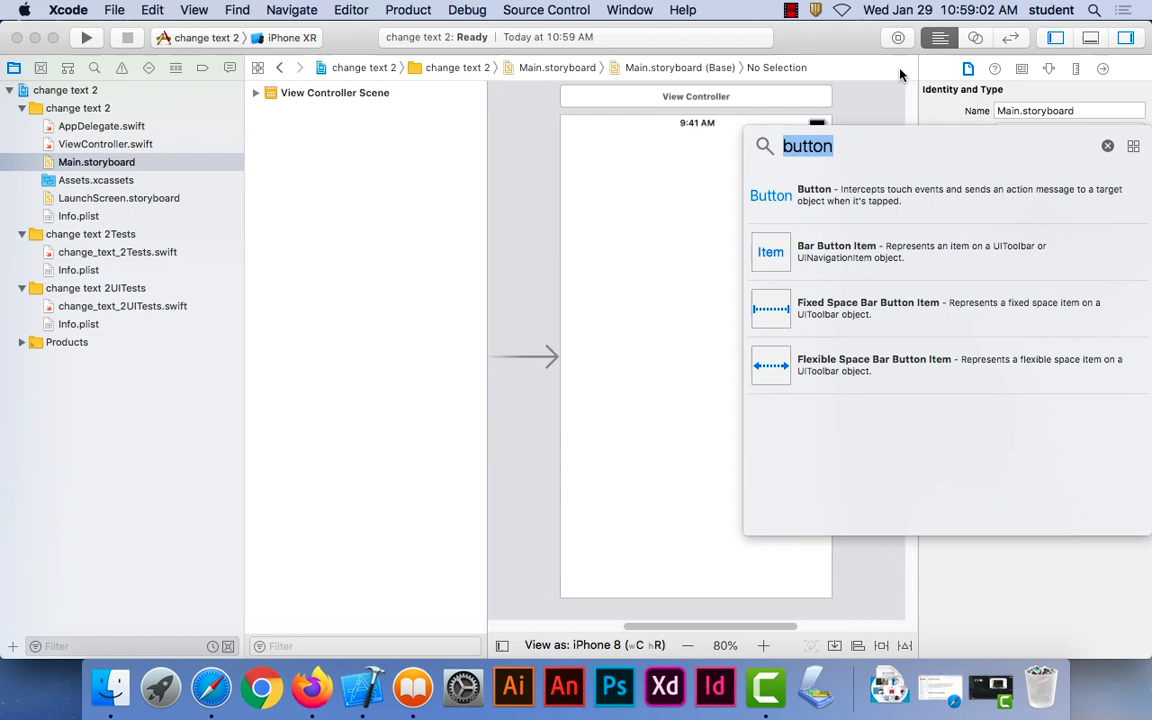 Xcode File Edit View Find Navigate Editor Product Debug Source Control Window Help Wed Jan 29 10:59:02 AM student
change text 2 iPhone XR change text 2: Ready Today at 10:59 AM
change text 2 change text 2 Main.storyboard Main.storyboard (Base) No Selection
change text 2
change text 2
AppDelegate.swift
ViewController.swift
Main.storyboard
Assets.xcassets
LaunchScreen.storyboard
Info.plist
change text 2Tests
change_text_2Tests.swift
Info.plist
change text 2UITests
change_text_2UITests.swift
Info.plist
Products
Filter
View Controller Scene
Filter
View Controller
9:41 AM
View as: iPhone 8 (wC hR) — 80% +
Identity and Type
Name Main.storyboard
button
Button Button - Intercepts touch events and sends an action message to a target
object when it's tapped.
Item Bar Button Item - Represents an item on a UIToolbar or
UINavigationItem object.
Fixed Space Bar Button Item - Represents a fixed space item on a
UIToolbar object.
Flexible Space Bar Button Item - Represents a flexible space item on a
UIToolbar object.
Ai An Ps Xd Id C